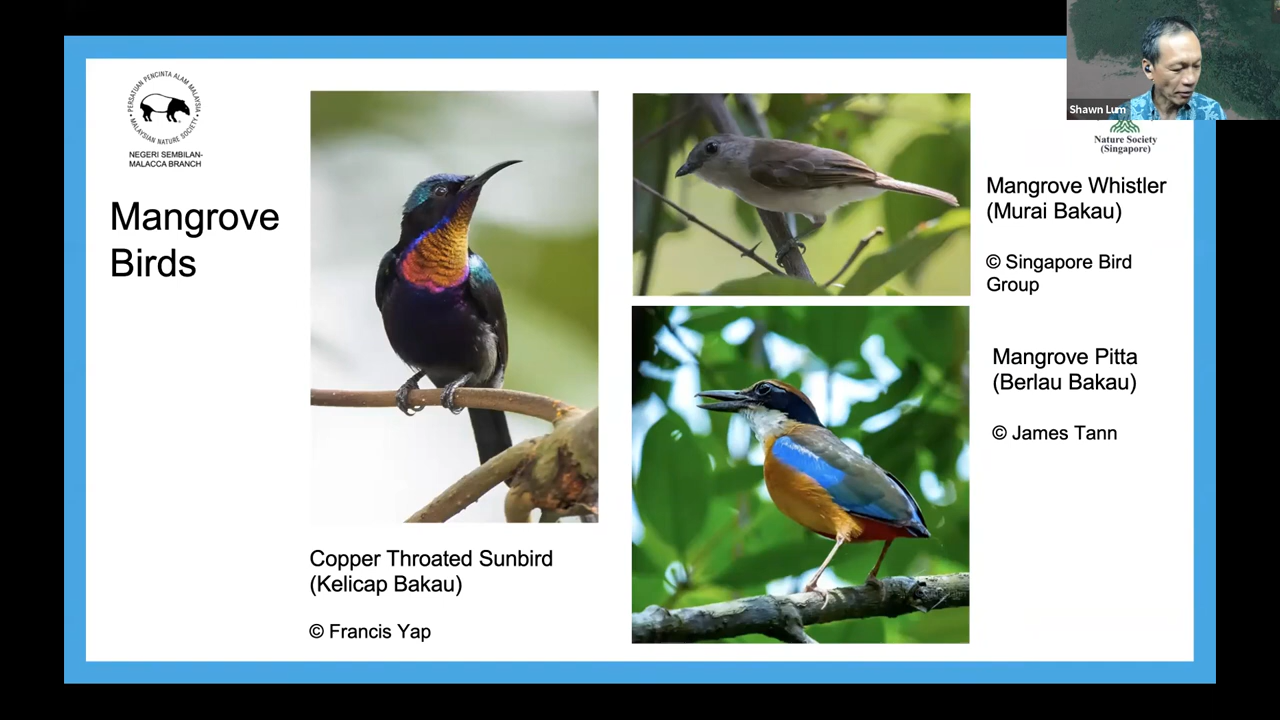 PERSATUAN PENCINTA ALAM MALAYSIA
MALAYSIAN NATURE SOCIETY
NEGERI SEMBILAN-
MALACCA BRANCH
Mangrove
Birds
Copper Throated Sunbird
(Kelicap Bakau)
© Francis Yap
Shawn Lum
Nature Society
(Singapore)
Mangrove Whistler
(Murai Bakau)
© Singapore Bird
Group
Mangrove Pitta
(Berlau Bakau)
© James Tann